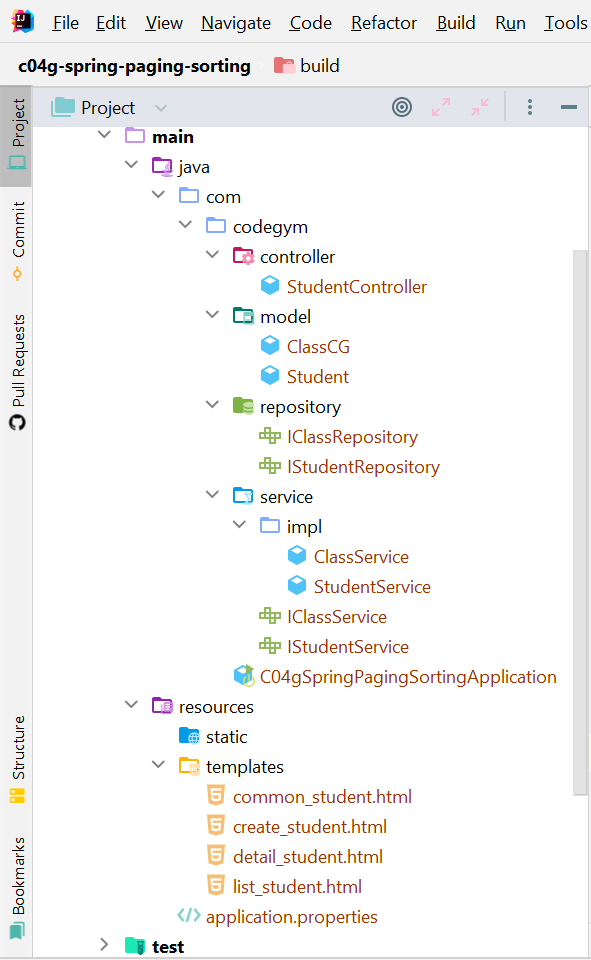 File Edit View Navigate Code Refactor Build Run Tools
c04g-spring-paging-sorting build
Project
Project
Commit
Pull Requests
Structure
Bookmarks
main
java
com
codegym
controller
StudentController
model
ClassCG
Student
repository
IClassRepository
IStudentRepository
service
impl
ClassService
StudentService
IClassService
IStudentService
C04gSpringPagingSortingApplication
resources
static
templates
common_student.html
create_student.html
detail_student.html
list_student.html
application.properties
test